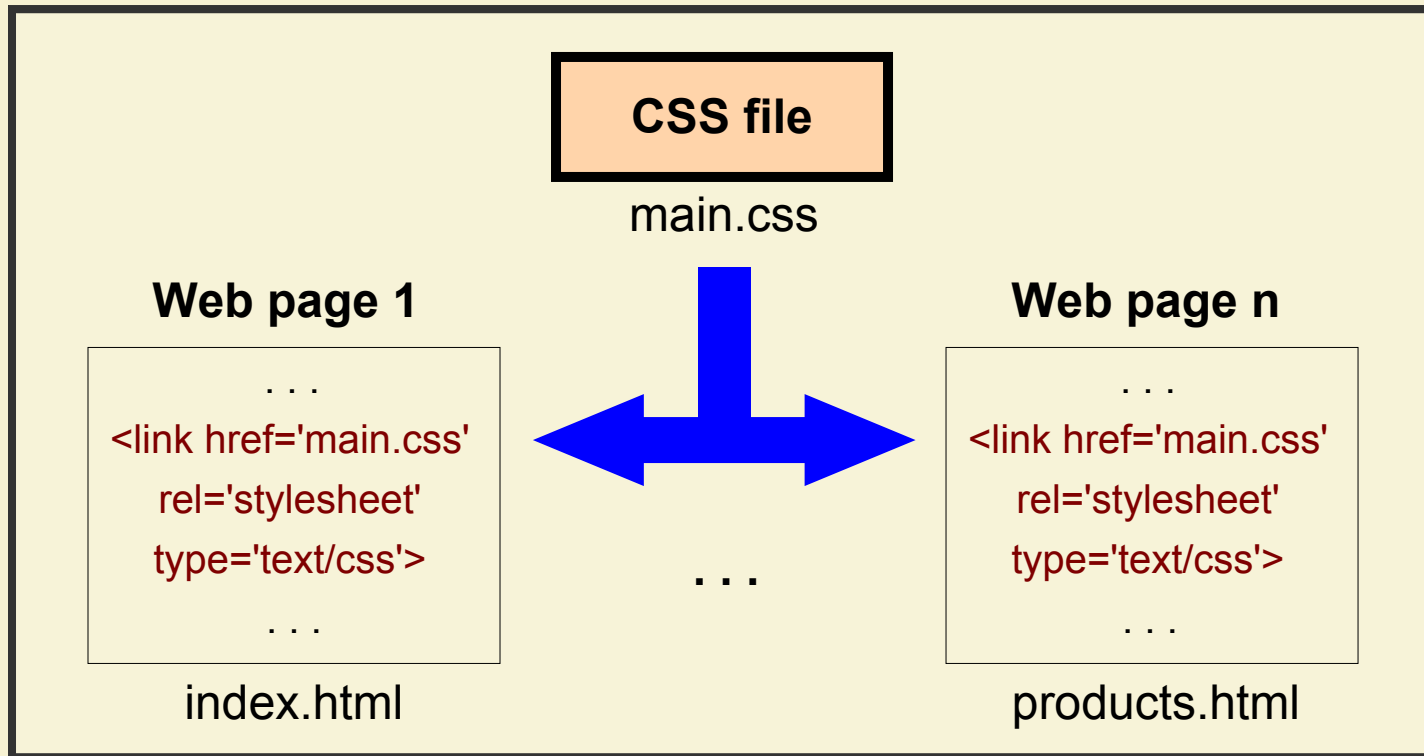 CSS file
main.css
Web page 1
. . .
<link href='main.css'
rel='stylesheet'
type='text/css'>
. . .
index.html
. . .
Web page n
. . .
<link href='main.css'
rel='stylesheet'
type='text/css'>
. . .
products.html